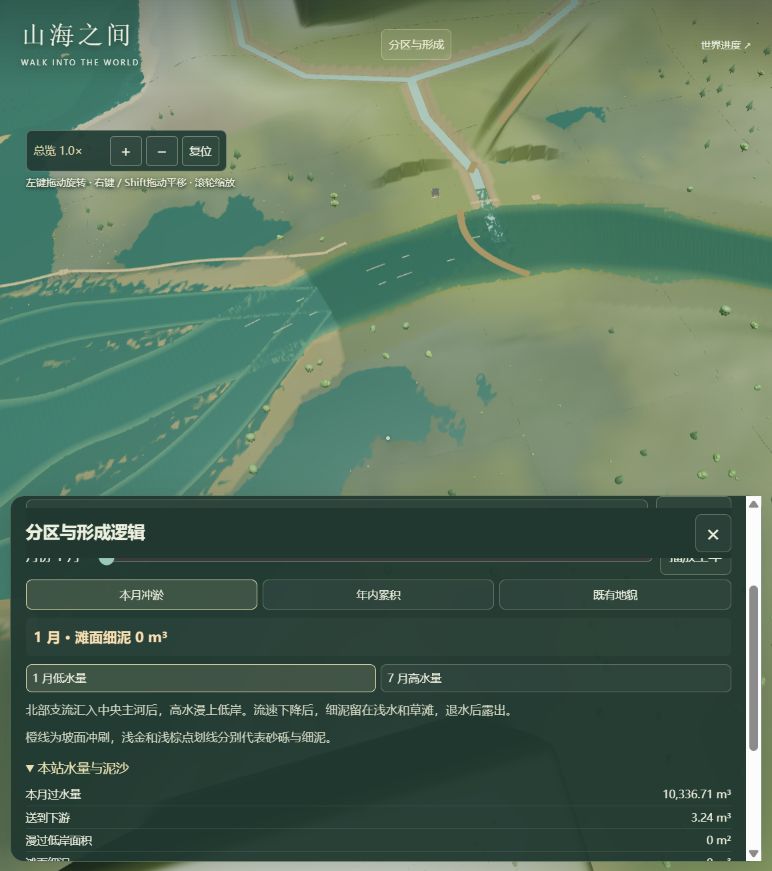 山海之间
WALK INTO THE WORLD
分区与形成
世界进度 ↗
总览 1.0×
+
−
复位
左键拖动旋转 · 右键 / Shift拖动平移 · 滚轮缩放
分区与形成逻辑
×
本月冲淤
年内累积
既有地貌
1 月 · 滩面细泥 0 m³
1 月低水量
7 月高水量
北部支流汇入中央主河后，高水漫上低岸。流速下降后，细泥留在浅水和草滩，退水后露出。
橙线为坡面冲刷，浅金和浅棕点划线分别代表砂砾与细泥。
▼ 本站水量与泥沙
本月过水量 10,336.71 m³
送到下游 3.24 m³
漫过低岸面积 0 m²